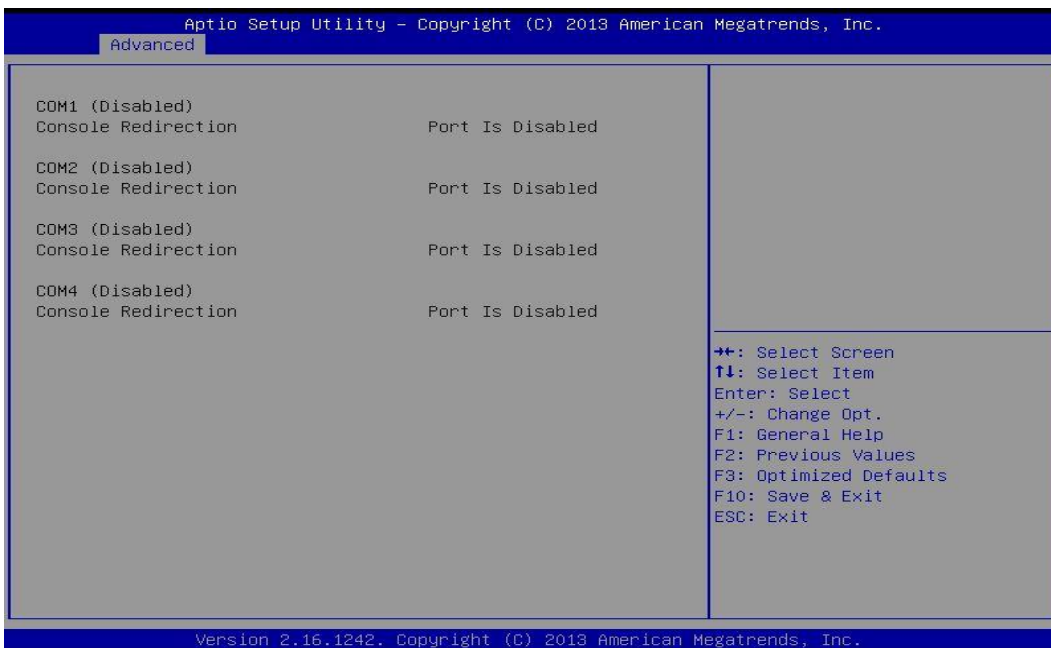 Aptio Setup Utility – Copyright (C) 2013 American Megatrends, Inc.
Advanced
COM1 (Disabled)
Console Redirection Port Is Disabled
COM2 (Disabled)
Console Redirection Port Is Disabled
COM3 (Disabled)
Console Redirection Port Is Disabled
COM4 (Disabled)
Console Redirection Port Is Disabled
→←: Select Screen
↑↓: Select Item
Enter: Select
+/-: Change Opt.
F1: General Help
F2: Previous Values
F3: Optimized Defaults
F10: Save & Exit
ESC: Exit
Version 2.16.1242. Copyright (C) 2013 American Megatrends, Inc.